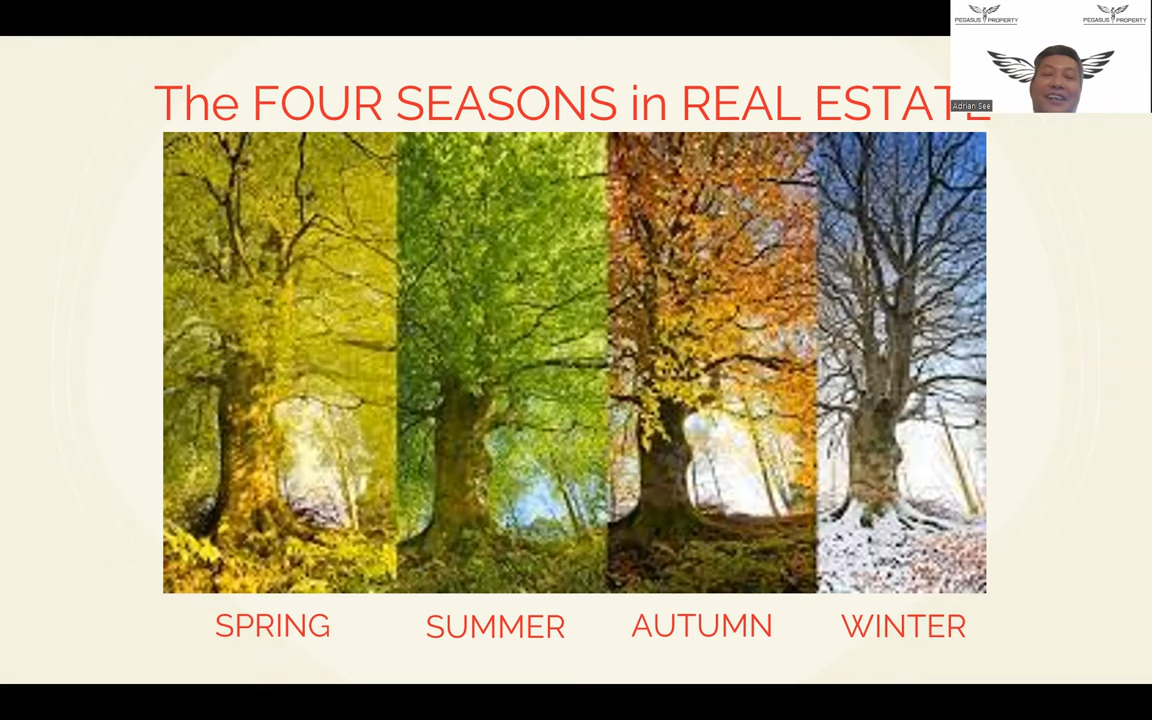 PEGASUS PROPERTY
PEGASUS PROPERTY
Adrian See
The FOUR SEASONS in REAL ESTATE
SPRING
SUMMER
AUTUMN
WINTER